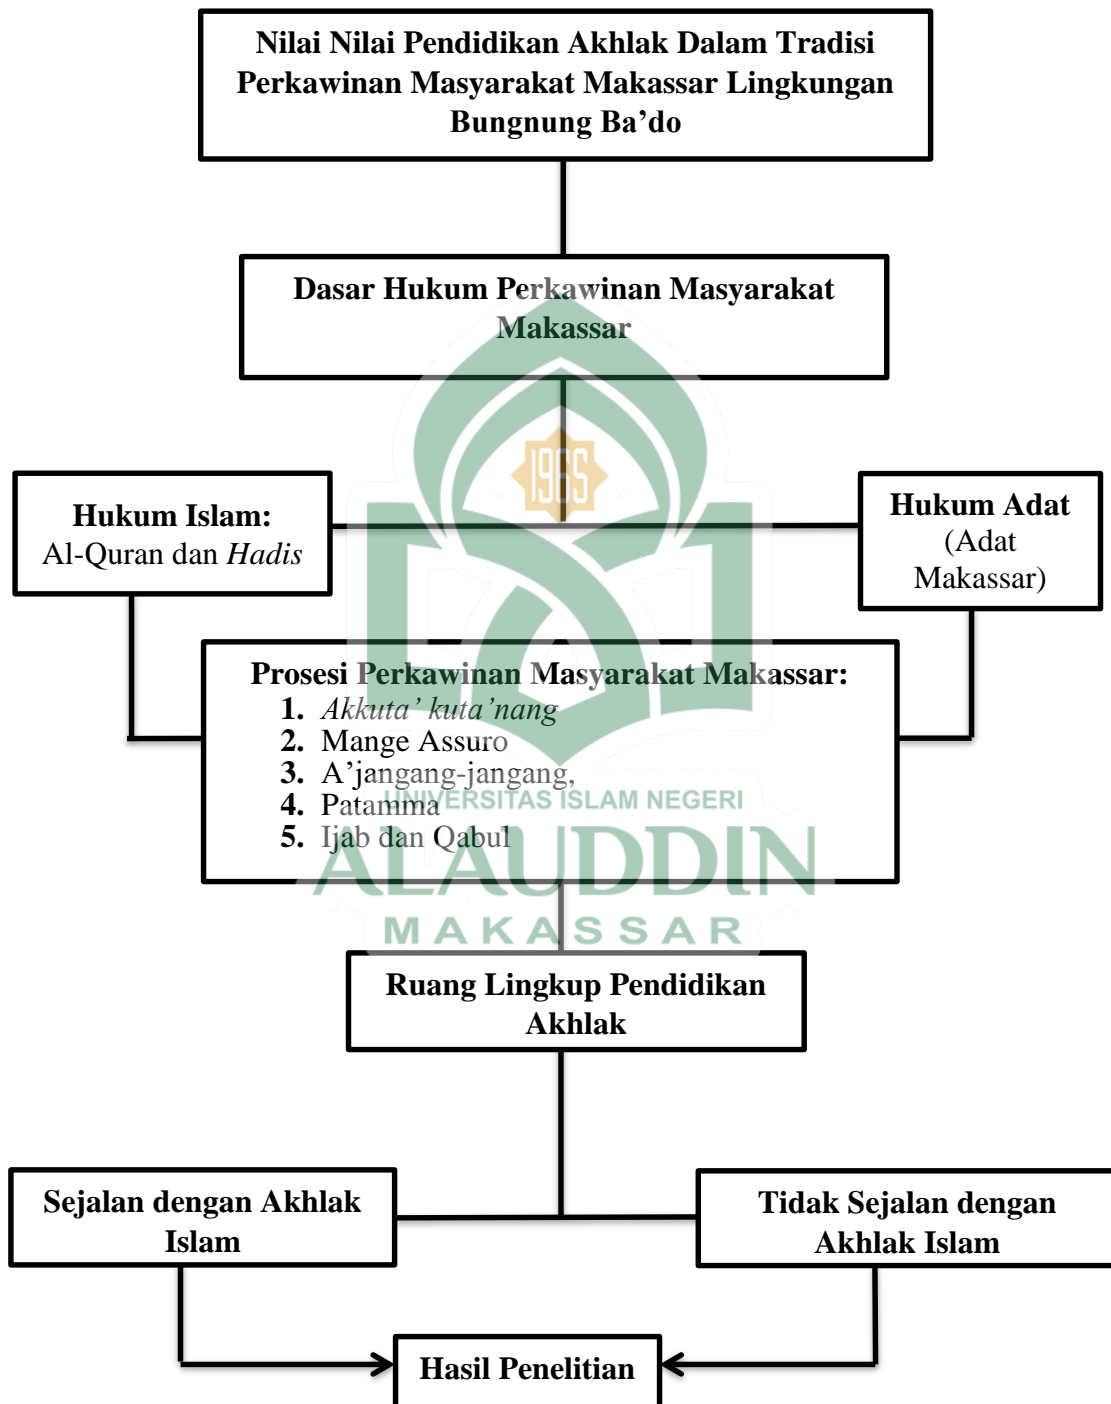 Nilai Nilai Pendidikan Akhlak Dalam Tradisi
Perkawinan Masyarakat Makassar Lingkungan
Bungnung Ba’do
Dasar Hukum Perkawinan Masyarakat
Makassar
1965
Hukum Islam:
Al-Quran dan Hadis
Hukum Adat
(Adat
Makassar)
Prosesi Perkawinan Masyarakat Makassar:
1. Akkuta’ kuta’nang
2. Mange Assuro
3. A’jangang-jangang,
4. Patamma
5. Ijab dan Qabul
UNIVERSITAS ISLAM NEGERI
ALAUDDIN
MAKASSAR
Ruang Lingkup Pendidikan
Akhlak
Sejalan dengan Akhlak
Islam
Tidak Sejalan dengan
Akhlak Islam
Hasil Penelitian